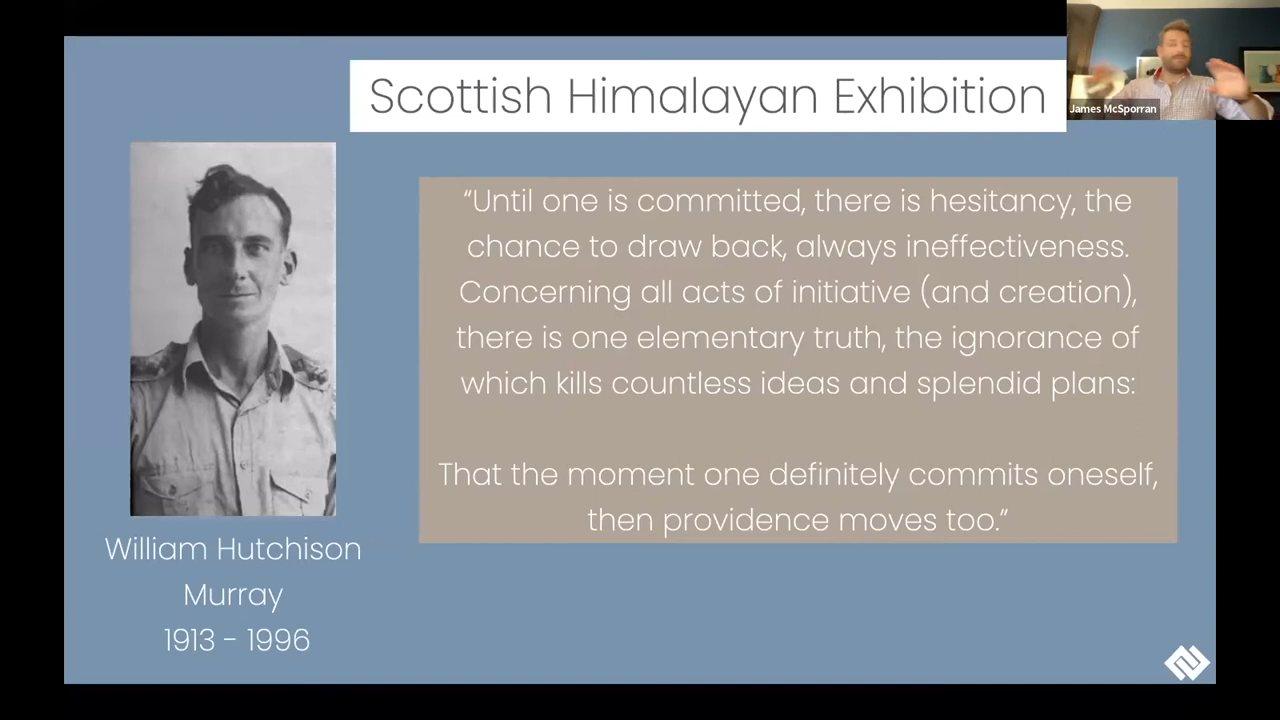 Scottish Himalayan Exhibition
James McSporran
“Until one is committed, there is hesitancy, the
chance to draw back, always ineffectiveness.
Concerning all acts of initiative (and creation),
there is one elementary truth, the ignorance of
which kills countless ideas and splendid plans:
That the moment one definitely commits oneself,
then providence moves too.”
William Hutchison
Murray
1913 - 1996